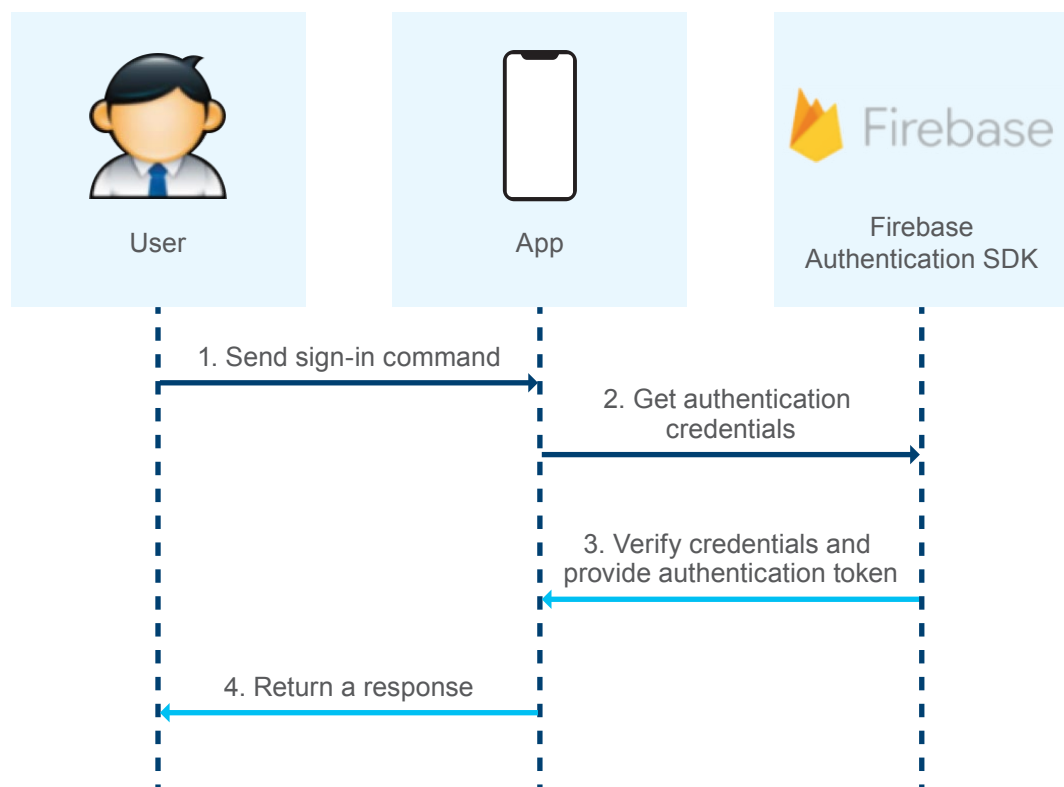 Firebase
User
App
Firebase
Authentication SDK
1. Send sign-in command
2. Get authentication
credentials
3. Verify credentials and
provide authentication token
4. Return a response